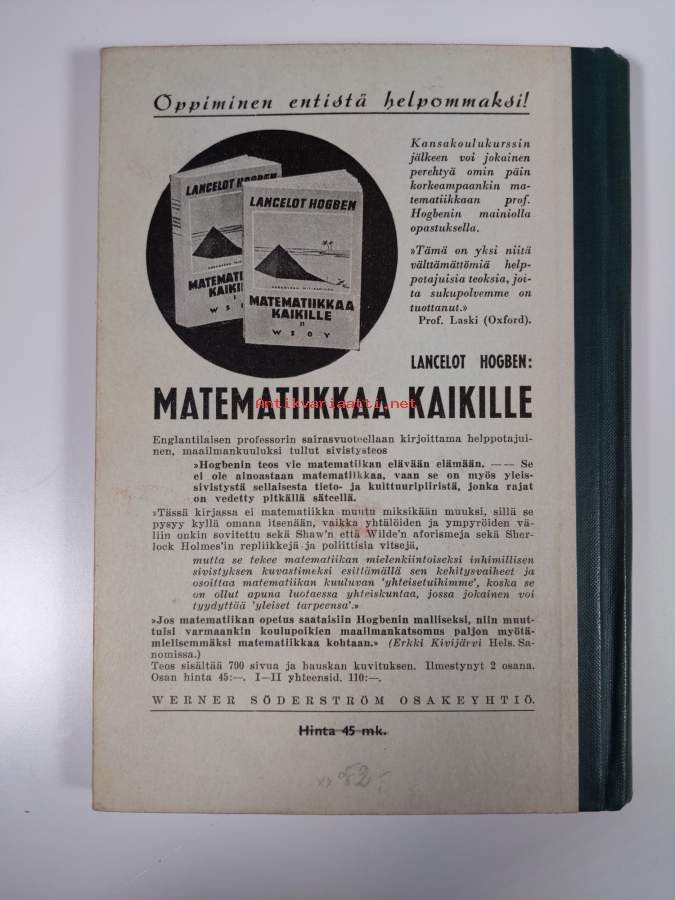 Oppiminen entistä helpommaksi!
LANCELOT HOGBEN
MATEMATIIKKAA
KAIKILLE
I
WSOY
LANCELOT HOGBEN
MATEMATIIKKAA
KAIKILLE
II
WSOY
Kansakoulukurssin
jälkeen voi jokainen
perehtyä omin päin
korkeampaankin ma-
tematiikkaan prof.
Hogbenin mainiolla
opastuksella.
»Tämä on yksi niitä
välttämättömiä help-
potajuisia teoksia, joi-
ta sukupolvemme on
tuottanut.»
Prof. Laski (Oxford).
LANCELOT HOGBEN:
MATEMATIIKKAA KAIKILLE
Antikvariaatti.net
Englantilaisen professorin sairasvuoteellaan kirjoittama helppotajui-
nen, maailmankuuluksi tullut sivistysteos
»Hogbenin teos vie matematiikan elävään elämään. —— Se
ei ole ainoastaan matematiikkaa, vaan se on myös yleis-
sivistystä sellaisesta tieto- ja kulttuuripiiristä, jonka rajat
on vedetty pitkällä säteellä.
»Tässä kirjassa ei matematiikka muutu miksikään muuksi, sillä se
pysyy kyllä omana itsenään, vaikka yhtälöiden ja ympyröiden vä-
liin onkin sovitettu sekä Shaw'n että Wilde'n aforismeja sekä Sher-
lock Holmes'in repliikkejä ja poliittisia vitsejä,
mutta se tekee matematiikan mielenkiintoiseksi inhimillisen
sivistyksen kuvastimeksi esittämällä sen kehitysvaiheet ja
osoittaa matematiikan kuuluvan 'yhteisetuihimme', koska se
on ollut apuna luotaessa yhteiskuntaa, jossa jokainen voi
tyydyttää 'yleiset tarpeensa'.»
»Jos matematiikan opetus saataisiin Hogbenin malliseksi, niin muut-
tuisi varmaankin koulupoikien maailmankatsomus paljon myötä-
mielisemmäksi matematiikkaa kohtaan.» (Erkki Kivijärvi Hels. Sa-
nomissa.)
Teos sisältää 700 sivua ja hauskan kuvituksen. Ilmestynyt 2 osana.
Osan hinta 45:—. I—II yhteensid. 110:—.
WERNER SÖDERSTRÖM OSAKEYHTIÖ.
Hinta 45 mk.
52:-